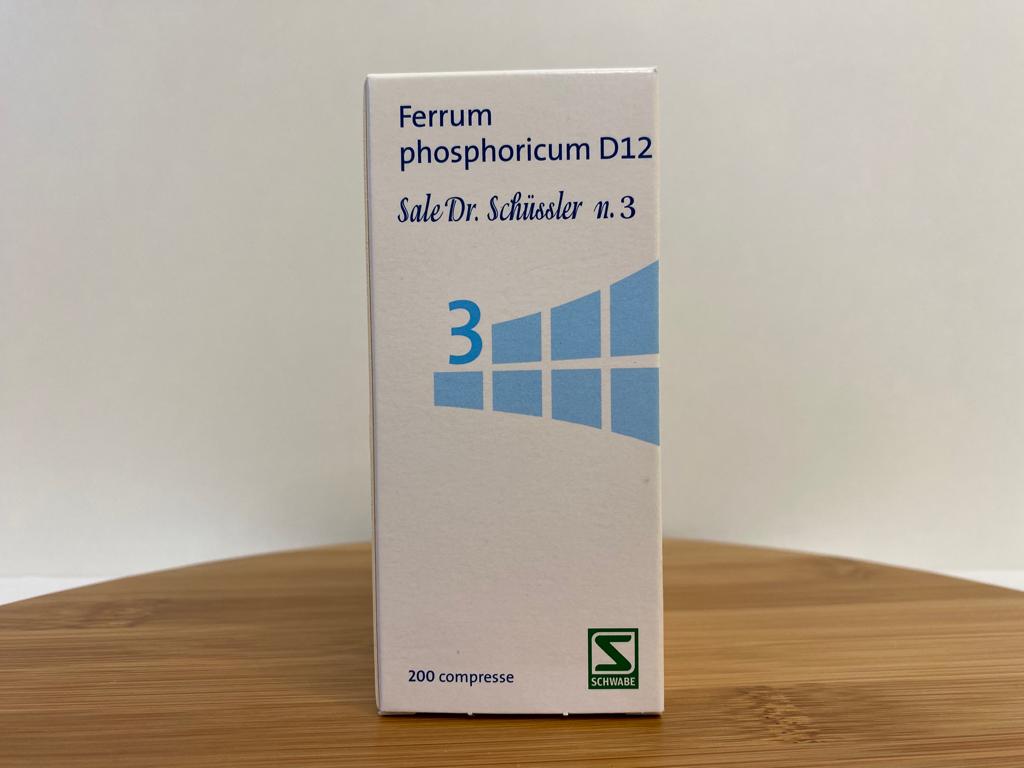 Ferrum
phosphoricum D12
Sale Dr. Schüssler n. 3
3
200 compresse
S
SCHWABE